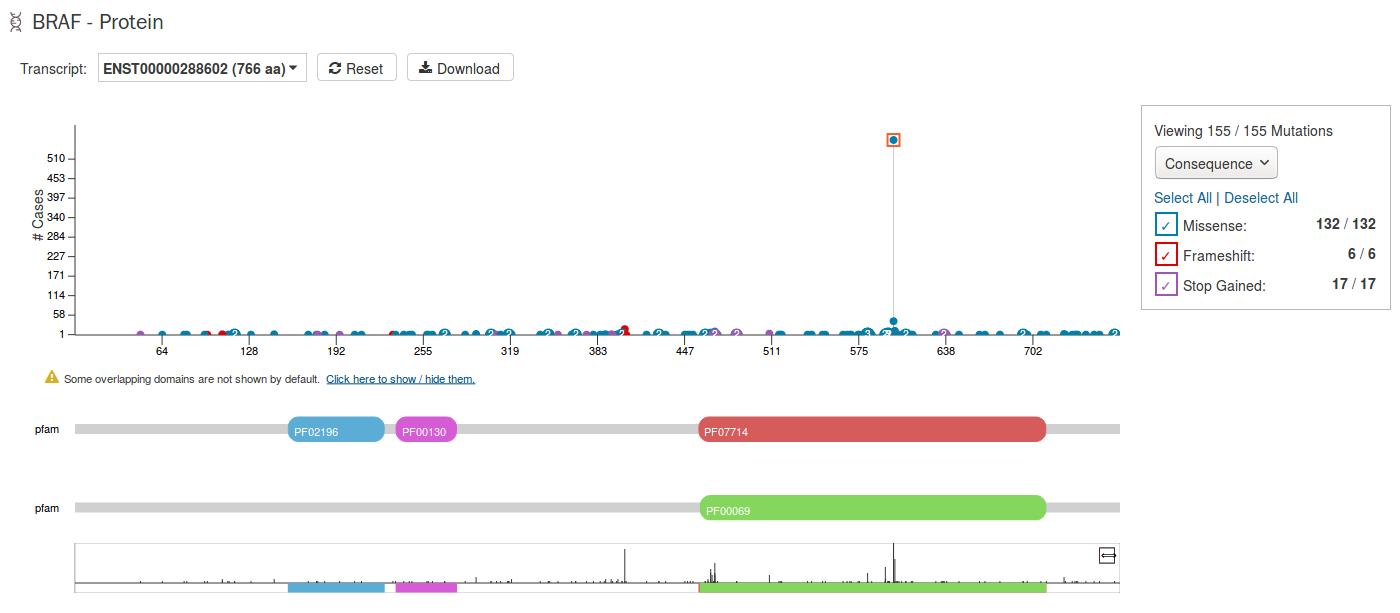 BRAF - Protein
Transcript: ENST00000288602 (766 aa) Reset Download
Viewing 155 / 155 Mutations
Consequence
Select All | Deselect All
Missense: 132 / 132
Frameshift: 6 / 6
Stop Gained: 17 / 17
# Cases
510
453
397
340
284
227
171
114
58
1
64 128 192 255 319 383 447 511 575 638 702
Some overlapping domains are not shown by default. Click here to show / hide them.
pfam PF02196 PF00130 PF07714
pfam PF00069